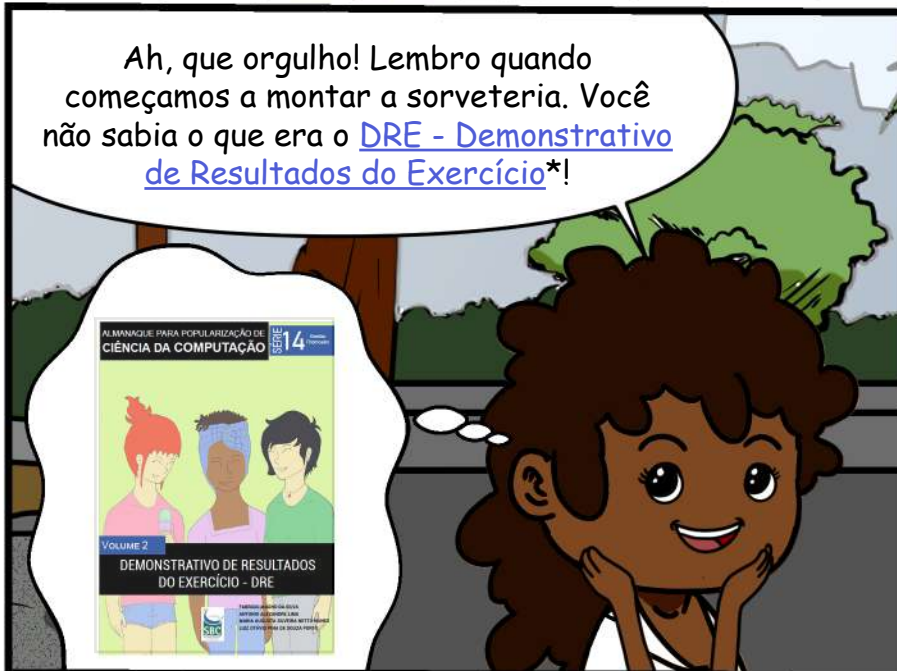 Ah, que orgulho! Lembro quando
começamos a montar a sorveteria. Você
não sabia o que era o DRE - Demonstrativo
de Resultados do Exercício*!
ALMANAQUE PARA POPULARIZAÇÃO DE
CIÊNCIA DA COMPUTAÇÃO
SÉRIE 14
VOLUME 2
DEMONSTRATIVO DE RESULTADOS
DO EXERCÍCIO - DRE
SBC